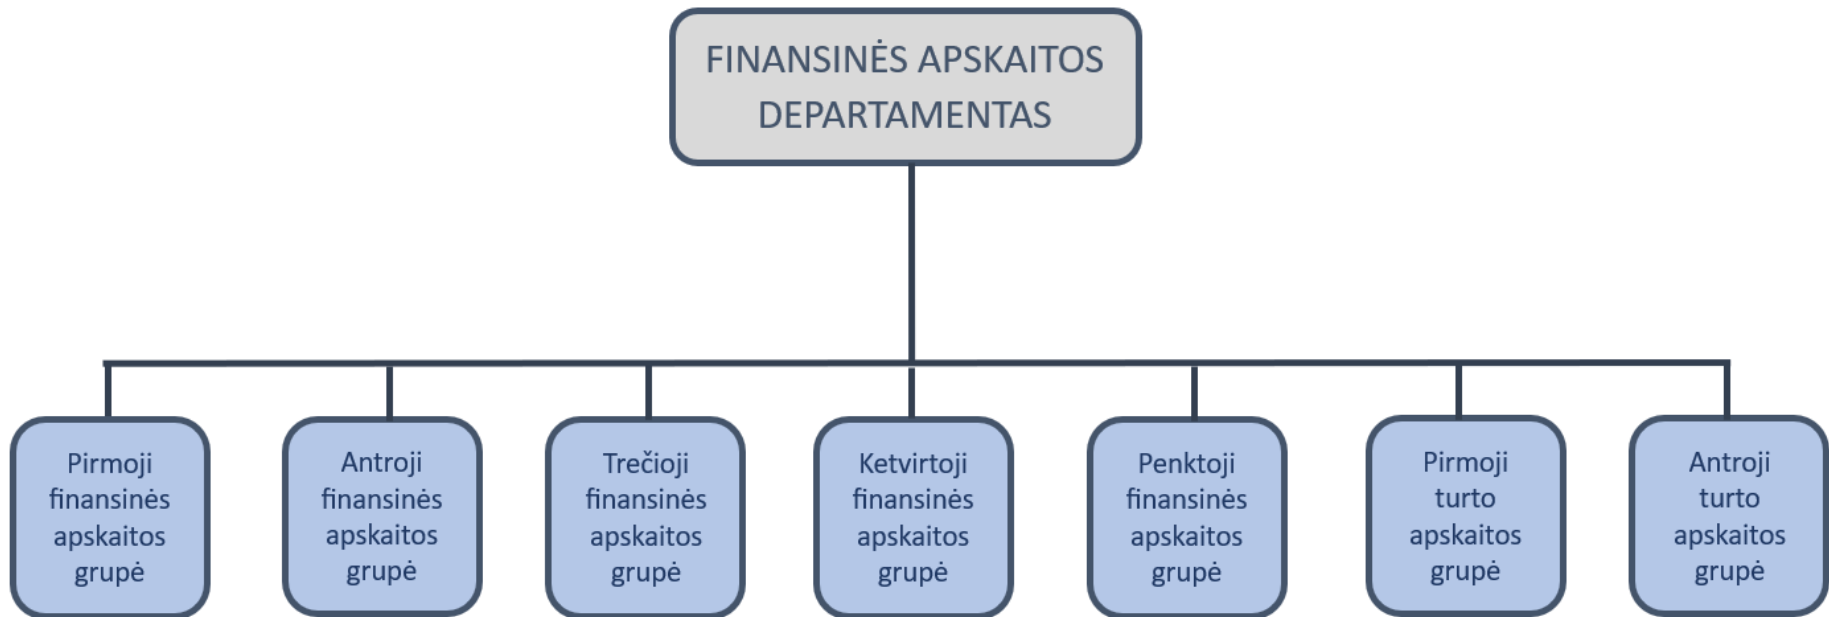 FINANSINĖS APSKAITOS
DEPARTAMENTAS
Pirmoji
finansinės
apskaitos
grupė
Antroji
finansinės
apskaitos
grupė
Trečioji
finansinės
apskaitos
grupė
Ketvirtoji
finansinės
apskaitos
grupė
Penktoji
finansinės
apskaitos
grupė
Pirmoji
turto
apskaitos
grupė
Antroji
turto
apskaitos
grupė